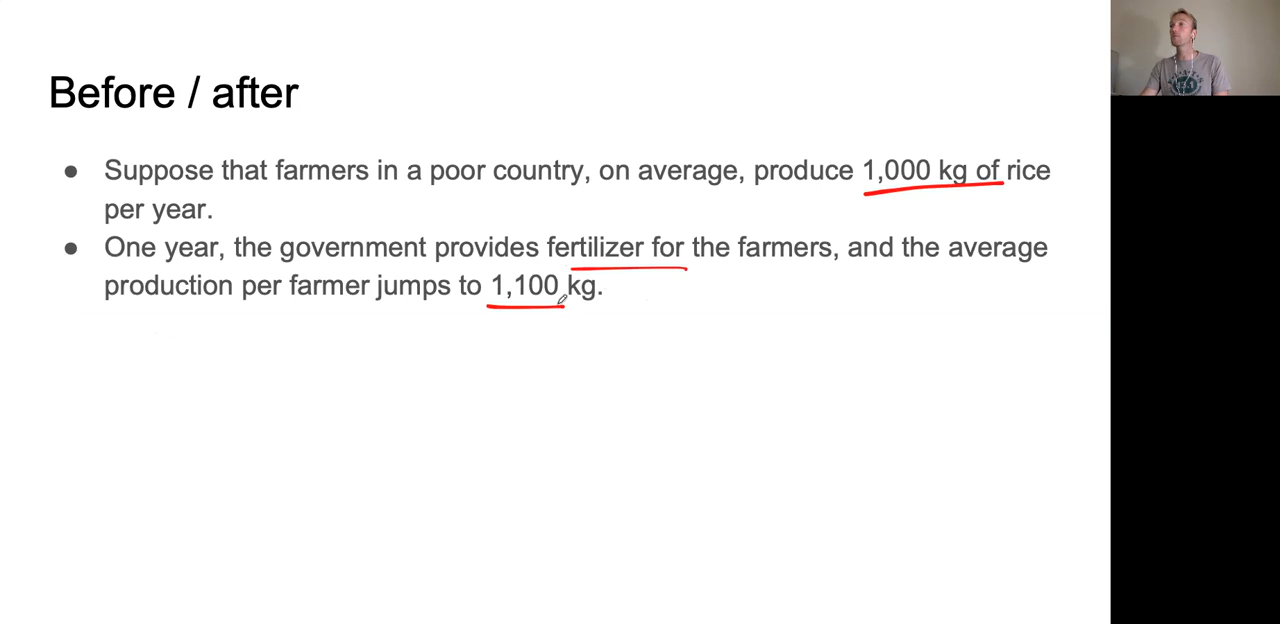 Before / after
● Suppose that farmers in a poor country, on average, produce 1,000 kg of rice
per year.
● One year, the government provides fertilizer for the farmers, and the average
production per farmer jumps to 1,100 kg.